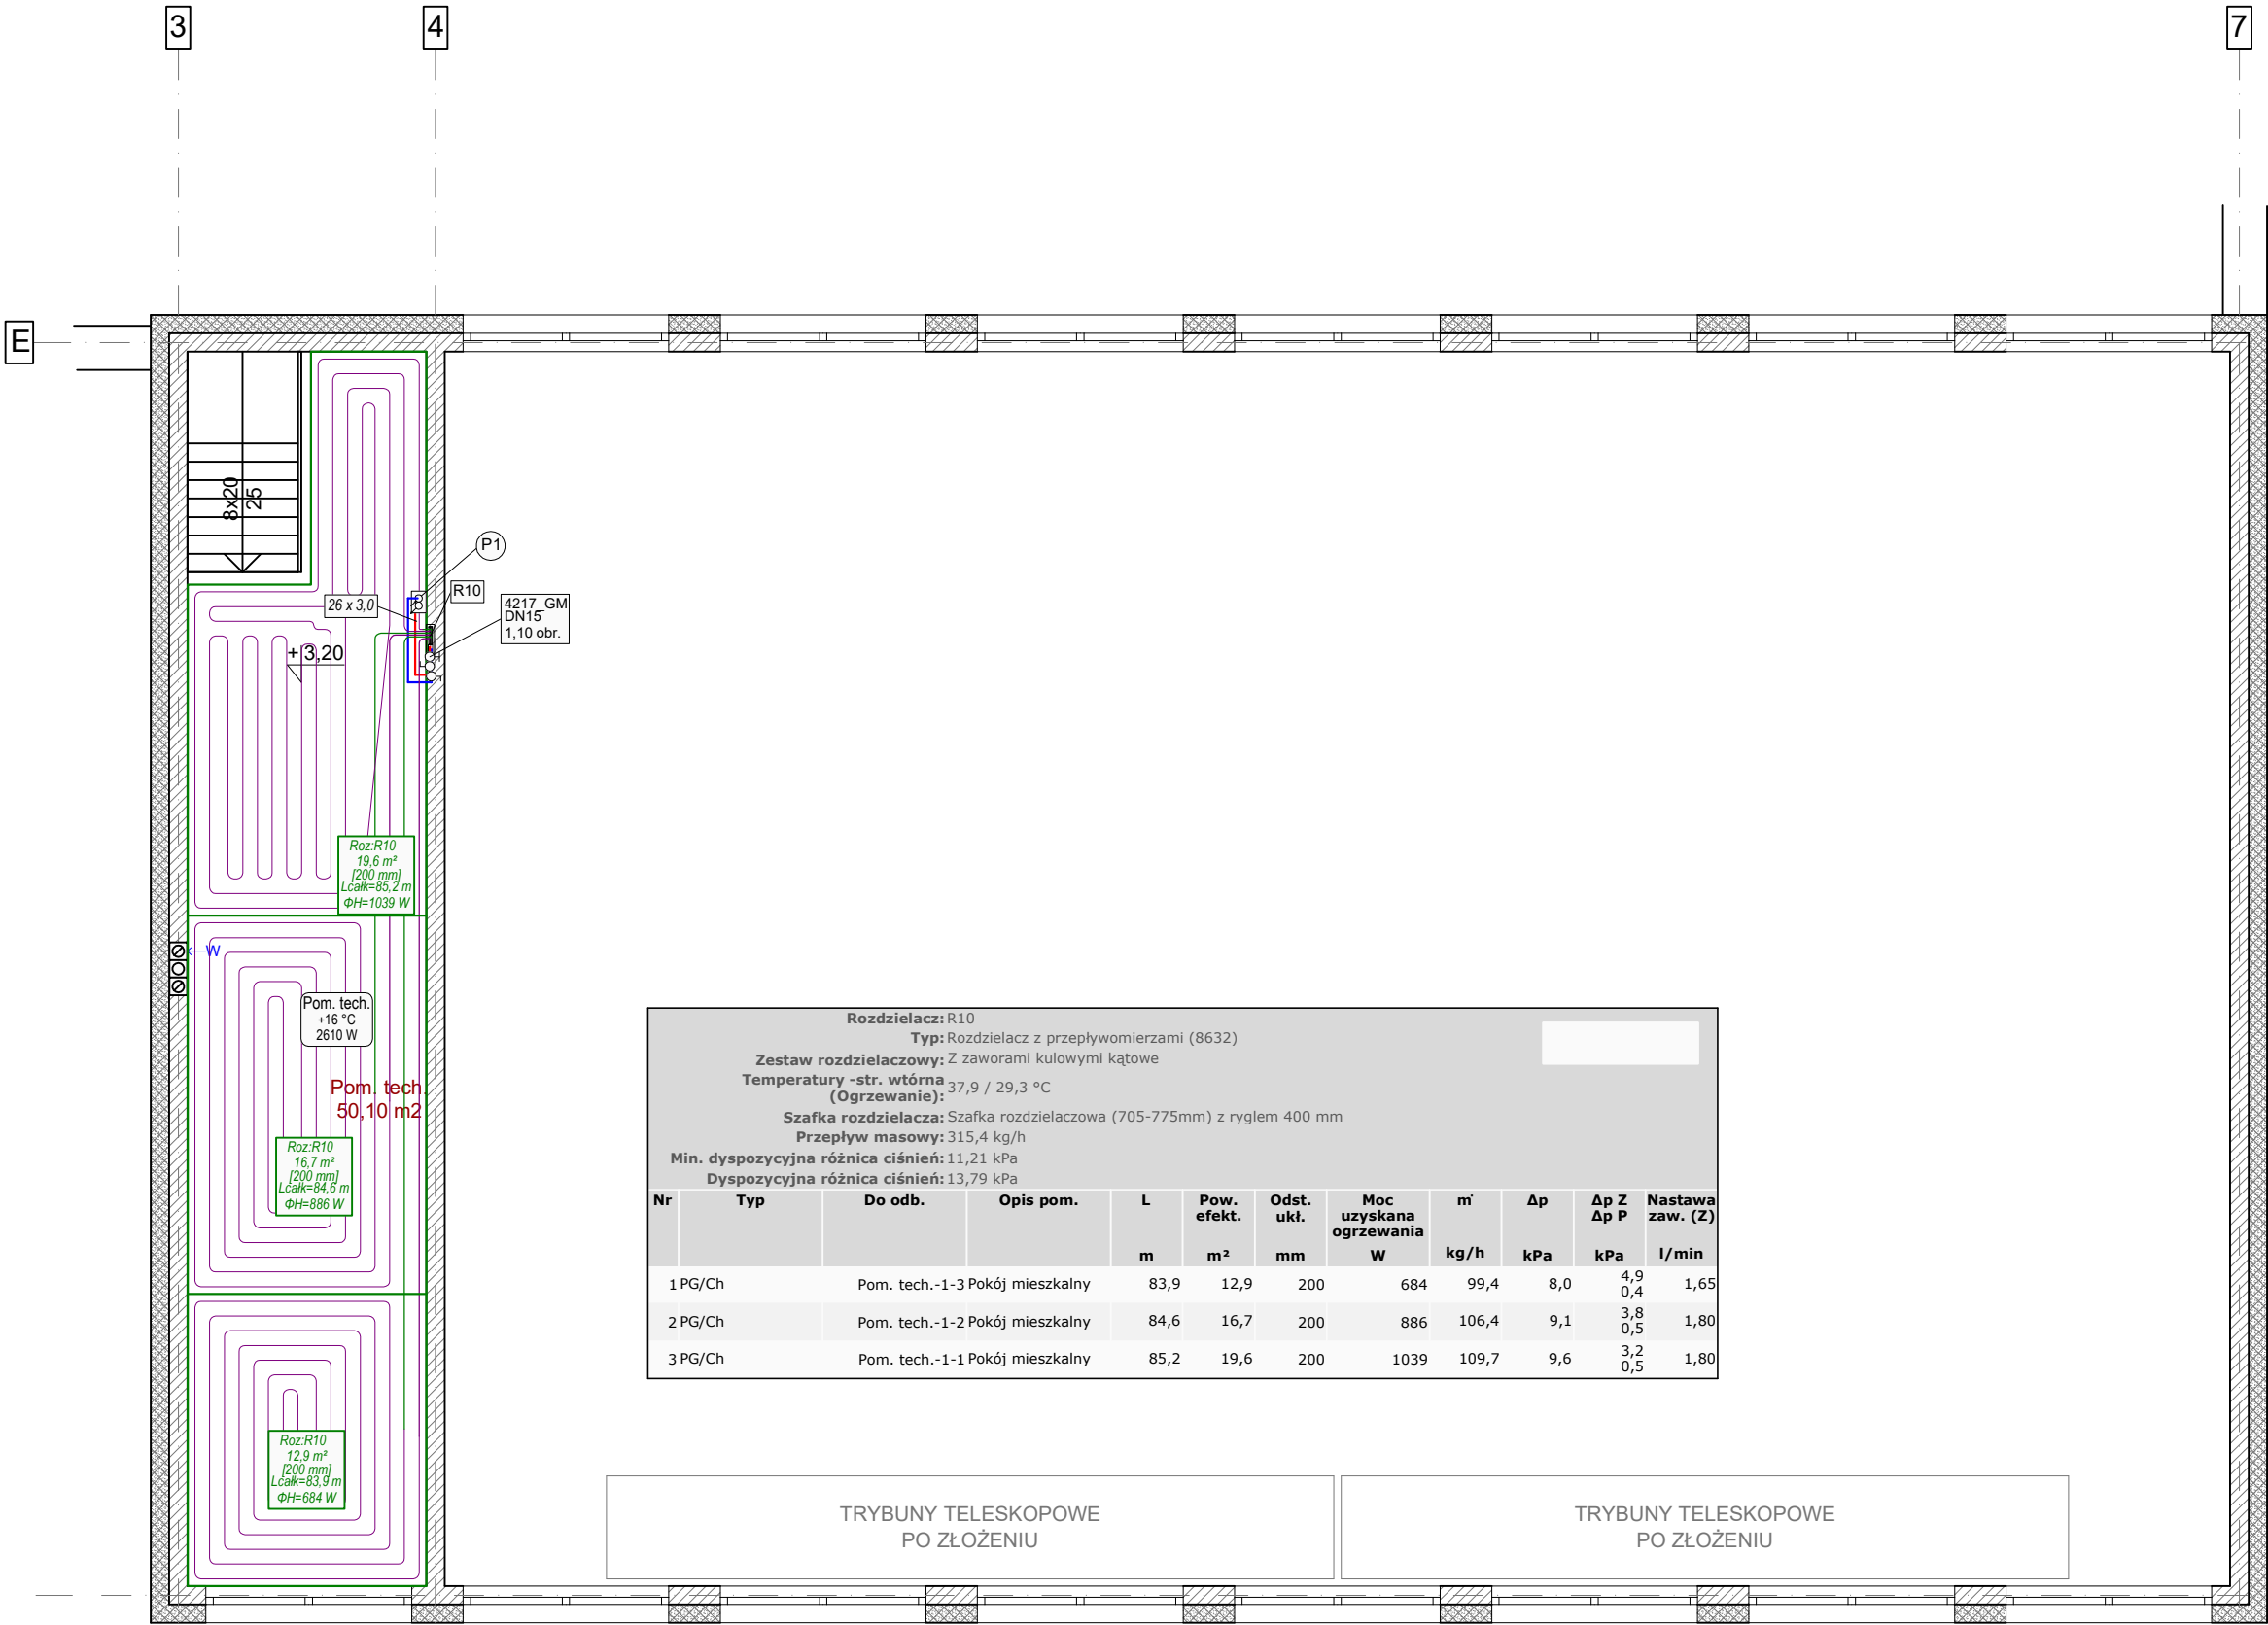 3
4
7
E
8x20
25
P1
R10
26 x 3,0
4217_GM
DN15
1,10 obr.
+ 3,20
Roz:R10
19,6 m²
[200 mm]
Lcałk=85,2 m
ΦH=1039 W
W
Pom. tech.
+16 °C
2610 W
Pom. tech.
50,10 m2
Roz:R10
16,7 m²
[200 mm]
Lcałk=84,6 m
ΦH=886 W
Roz:R10
12,9 m²
[200 mm]
Lcałk=83,9 m
ΦH=684 W
Rozdzielacz: R10
Typ: Rozdzielacz z przepływomierzami (8632)
Zestaw rozdzielaczowy: Z zaworami kulowymi kątowe
Temperatury -str. wtórna
(Ogrzewanie): 37,9 / 29,3 °C
Szafka rozdzielacza: Szafka rozdzielaczowa (705-775mm) z ryglem 400 mm
Przepływ masowy: 315,4 kg/h
Min. dyspozycyjna różnica ciśnień: 11,21 kPa
Dyspozycyjna różnica ciśnień: 13,79 kPa
Nr Typ Do odb. Opis pom. L Pow. Odst. Moc ṁ Δp Δp Z Nastawa
efekt. ukł. uzyskana Δp P zaw. (Z)
ogrzewania
m m² mm W kg/h kPa kPa l/min
1 PG/Ch Pom. tech.-1-3 Pokój mieszkalny 83,9 12,9 200 684 99,4 8,0 4,9 1,65
0,4
2 PG/Ch Pom. tech.-1-2 Pokój mieszkalny 84,6 16,7 200 886 106,4 9,1 3,8 1,80
0,5
3 PG/Ch Pom. tech.-1-1 Pokój mieszkalny 85,2 19,6 200 1039 109,7 9,6 3,2 1,80
0,5
TRYBUNY TELESKOPOWE
PO ZŁOŻENIU
TRYBUNY TELESKOPOWE
PO ZŁOŻENIU